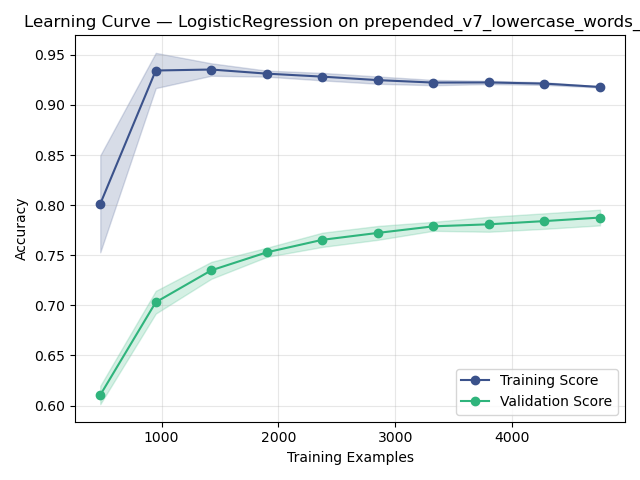 Learning Curve — LogisticRegression on prepended_v7_lowercase_words_
0.95
0.90
0.85
0.80
0.75
0.70
0.65
0.60
Accuracy
1000 2000 3000 4000
Training Examples
Training Score
Validation Score